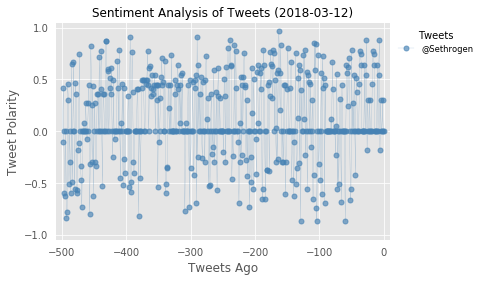 Sentiment Analysis of Tweets (2018-03-12)
Tweets
@Sethrogen
1.0
0.5
0.0
−0.5
−1.0
Tweet Polarity
−500 −400 −300 −200 −100 0
Tweets Ago